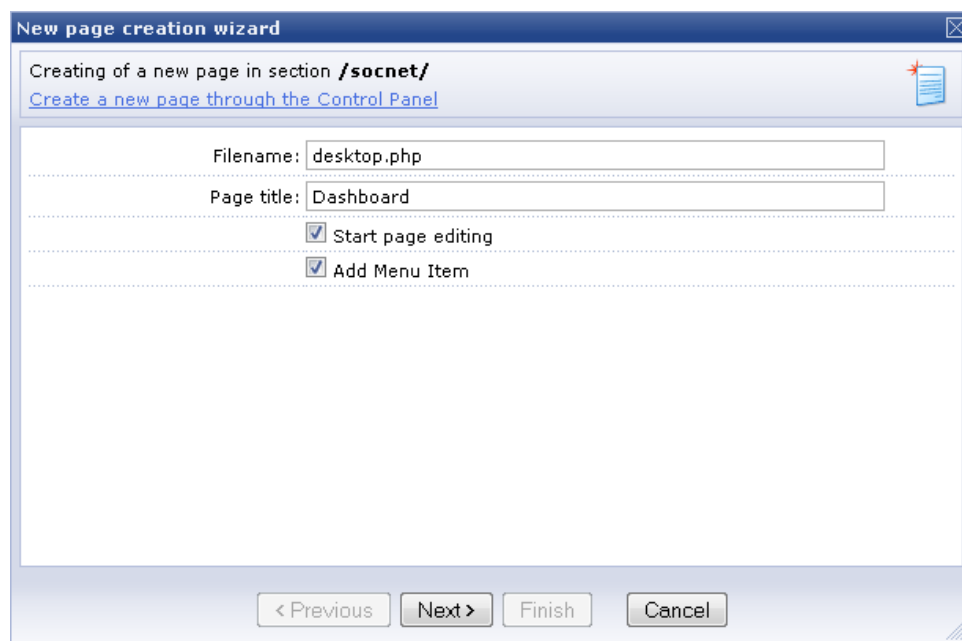 New page creation wizard
Creating of a new page in section /socnet/
Create a new page through the Control Panel
Filename: desktop.php
Page title: Dashboard
Start page editing
Add Menu Item
< Previous Next > Finish Cancel